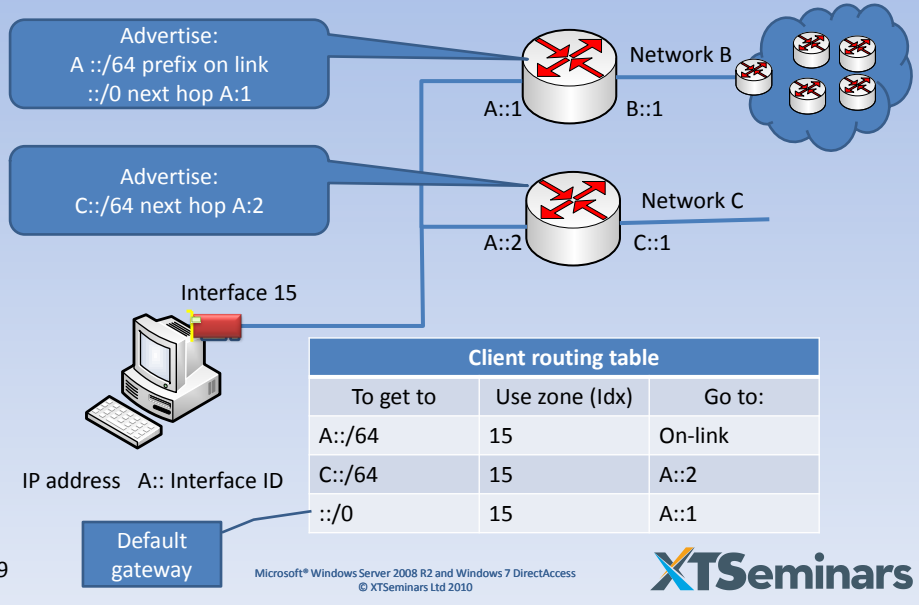 Advertise:
A ::/64 prefix on link
::/0 next hop A:1
Network B
A::1
B::1
Advertise:
C::/64 next hop A:2
Network C
A::2
C::1
Interface 15
IP address A:: Interface ID
Client routing table
To get to Use zone (Idx) Go to:
A::/64 15 On-link
C::/64 15 A::2
::/0 15 A::1
Default
gateway
9
Microsoft® Windows Server 2008 R2 and Windows 7 DirectAccess
© XTSeminars Ltd 2010
XTSeminars